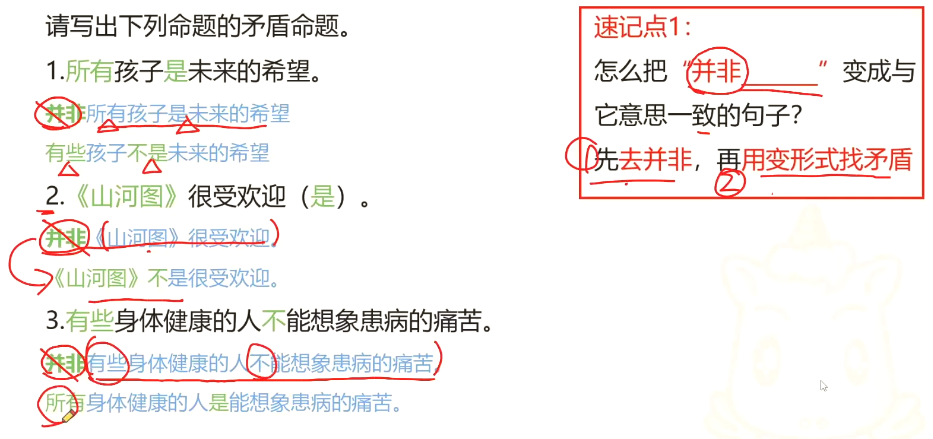 请写出下列命题的矛盾命题。
1.所有孩子是未来的希望。
并非所有孩子是未来的希望
有些孩子不是未来的希望
2.《山河图》很受欢迎（是）。
并非《山河图》很受欢迎。
《山河图》不是很受欢迎。
3.有些身体健康的人不能想象患病的痛苦。
并非有些身体健康的人不能想象患病的痛苦。
所有身体健康的人是能想象患病的痛苦。
速记点1：
怎么把“并非______”变成与
它意思一致的句子？
①先去并非，再②用变形式找矛盾